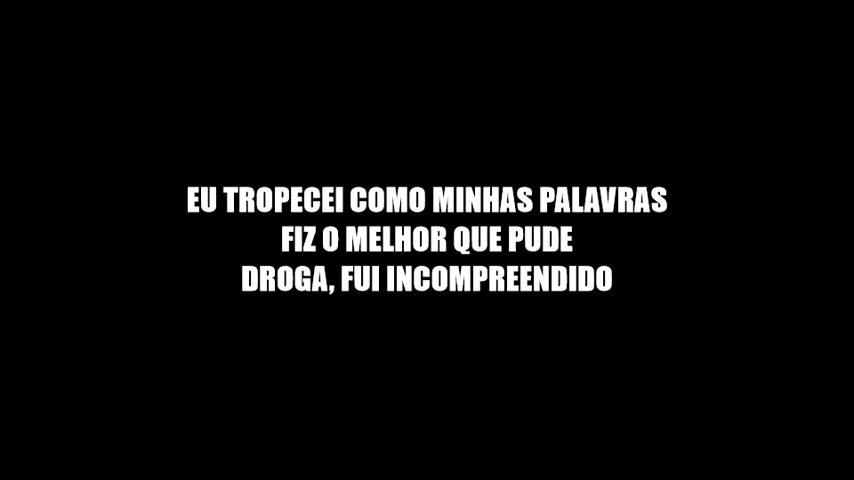 EU TROPECEI COMO MINHAS PALAVRAS
FIZ O MELHOR QUE PUDE
DROGA, FUI INCOMPREENDIDO